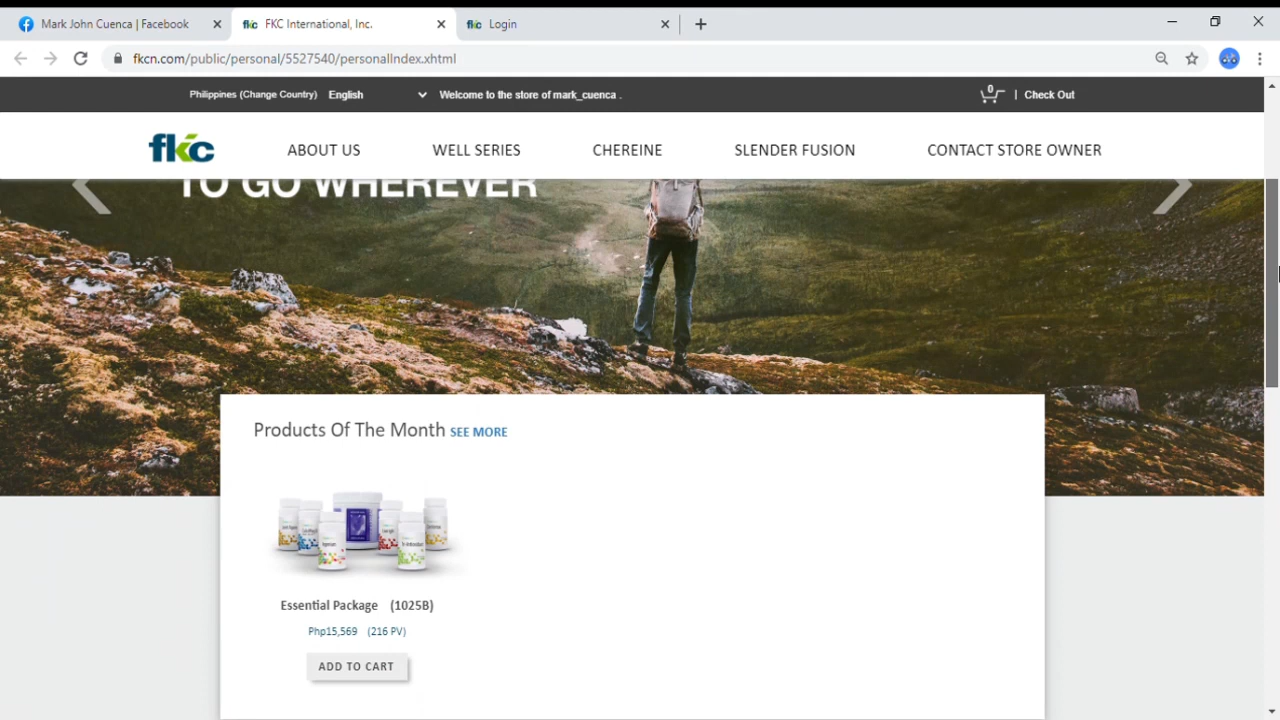 Mark John Cuenca | Facebook
fkc FKC International, Inc.
fkc Login
fkcn.com/public/personal/5527540/personalIndex.xhtml
Philippines (Change Country) English Welcome to the store of mark_cuenca . 0 | Check Out
fkc ABOUT US WELL SERIES CHEREINE SLENDER FUSION CONTACT STORE OWNER
TO GO WHEREVER
Products Of The Month SEE MORE
Essential Package (1025B)
Php15,569 (216 PV)
ADD TO CART